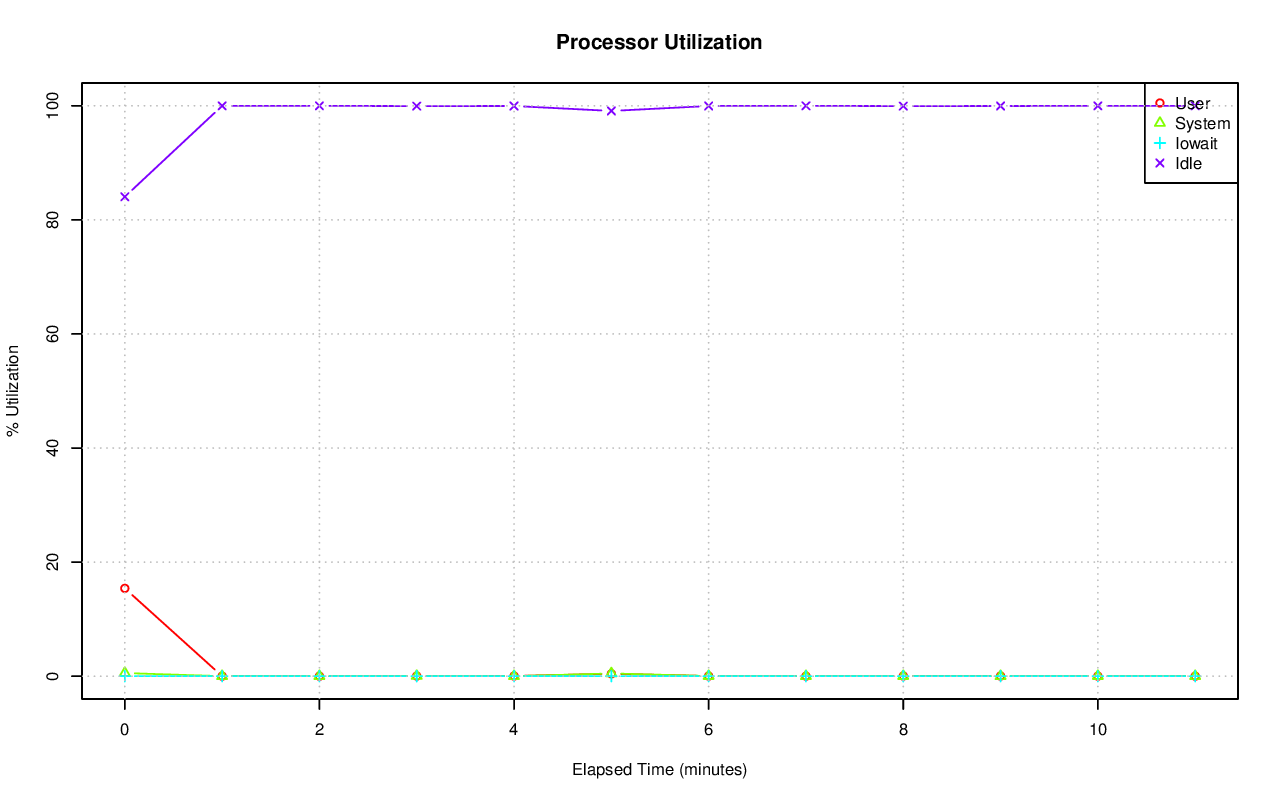 Processor Utilization
100
80
60
40
20
0
% Utilization
User
System
Iowait
Idle
0 2 4 6 8 10
Elapsed Time (minutes)